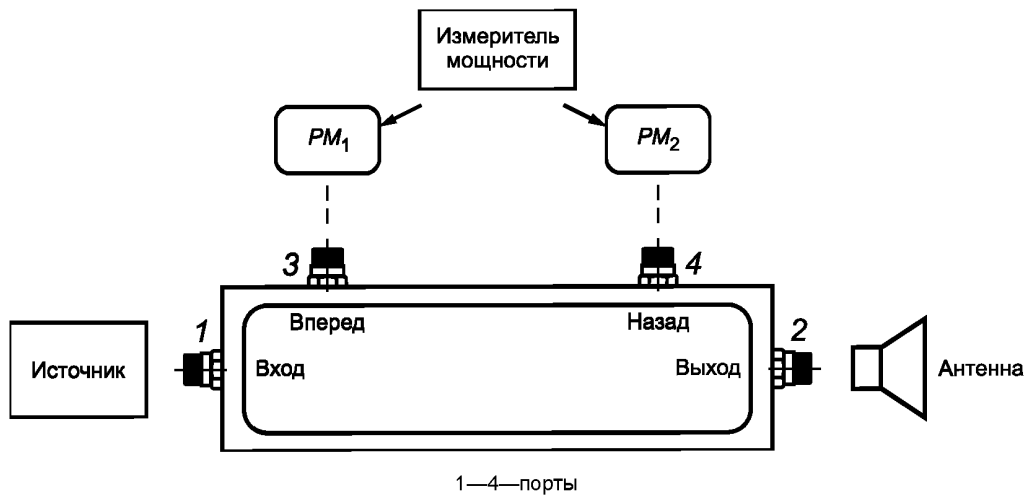 Измеритель
мощности
PM1
PM2
3
4
Вперед
Назад
1
2
Источник
Вход
Выход
Антенна
1—4—порты